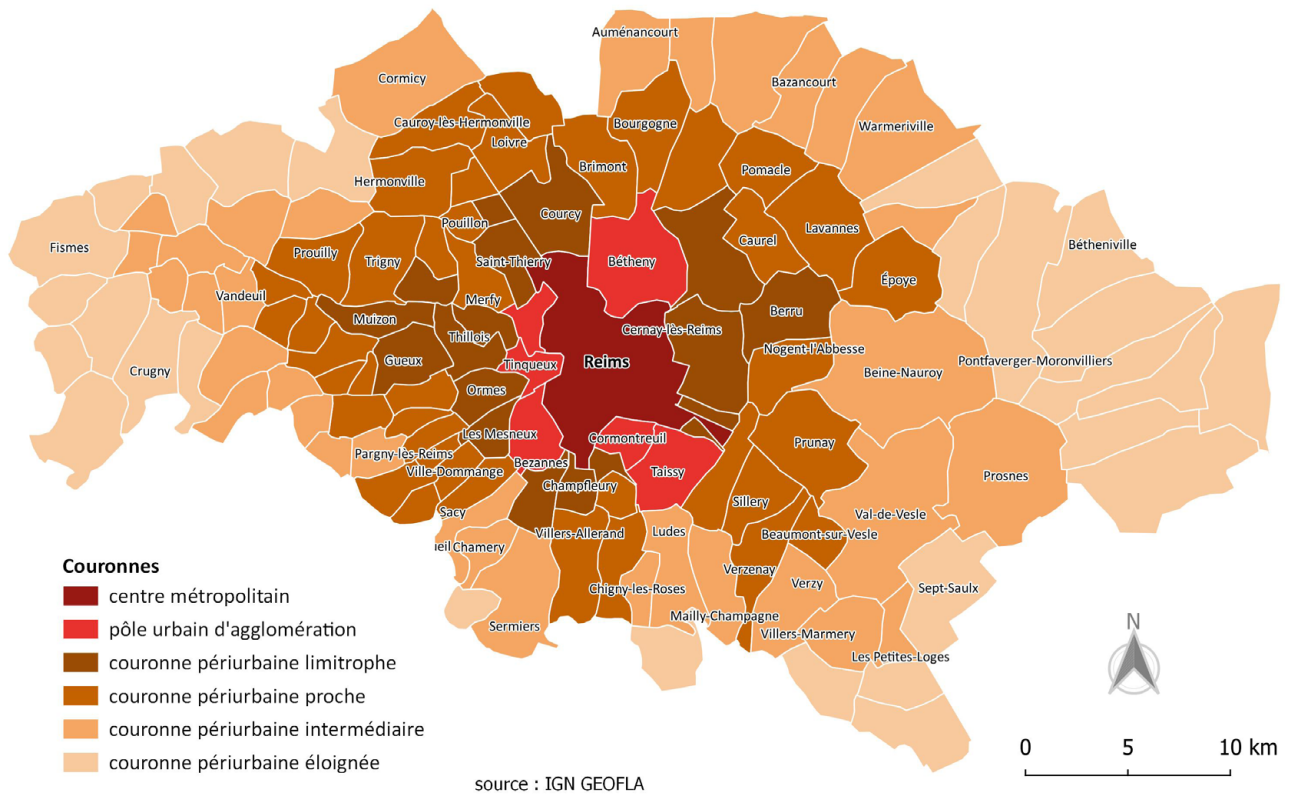 Auménancourt
Cormicy
Bazancourt
Cauroy-lès-Hermonville
Bourgogne
Warmeriville
Loivre
Brimont
Pomacle
Hermonville
Courcy
Pouillon
Lavannes
Caurel
Bétheniville
Fismes
Prouilly
Trigny
Saint-Thierry
Bétheny
Époye
Vandeuil
Merfy
Muizon
Berru
Thillois
Cernay-lès-Reims
Nogent-l'Abbesse
Gueux
Reims
Pontfaverger-Moronvilliers
Crugny
Tinqueux
Beine-Nauroy
Ormes
Les Mesneux
Cormontreuil
Prunay
Pargny-lès-Reims
Bezannes
Ville-Dommange
Taissy
Prosnes
Champfleury
Sillery
Sacy
Val-de-Vesle
Villers-Allerand
Ludes
Beaumont-sur-Vesle
ieil Chamery
Verzenay
Verzy
Chigny-les-Roses
Sept-Saulx
Mailly-Champagne
Sermiers
Villers-Marmery
Les Petites-Loges
Couronnes
centre métropolitain
pôle urbain d'agglomération
couronne périurbaine limitrophe
couronne périurbaine proche
couronne périurbaine intermédiaire
couronne périurbaine éloignée
N
0 5 10 km
source : IGN GEOFLA